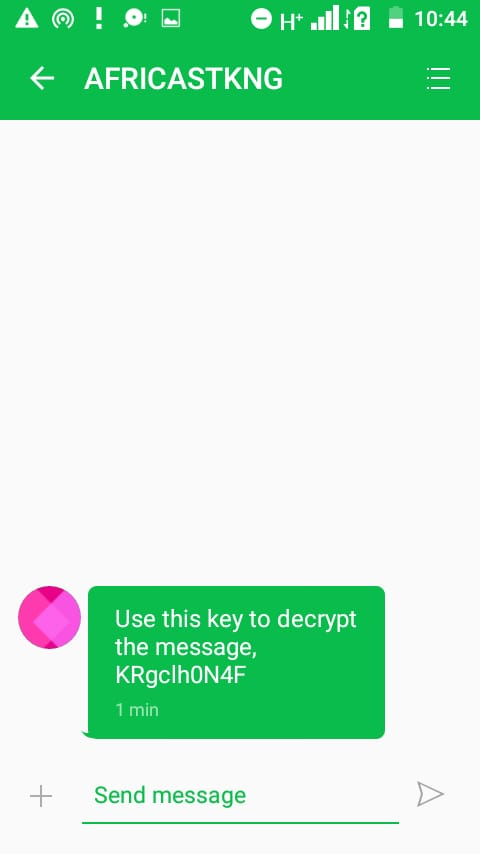 H+ 10:44
AFRICASTKNG
Use this key to decrypt
the message,
KRgclh0N4F
1 min
Send message